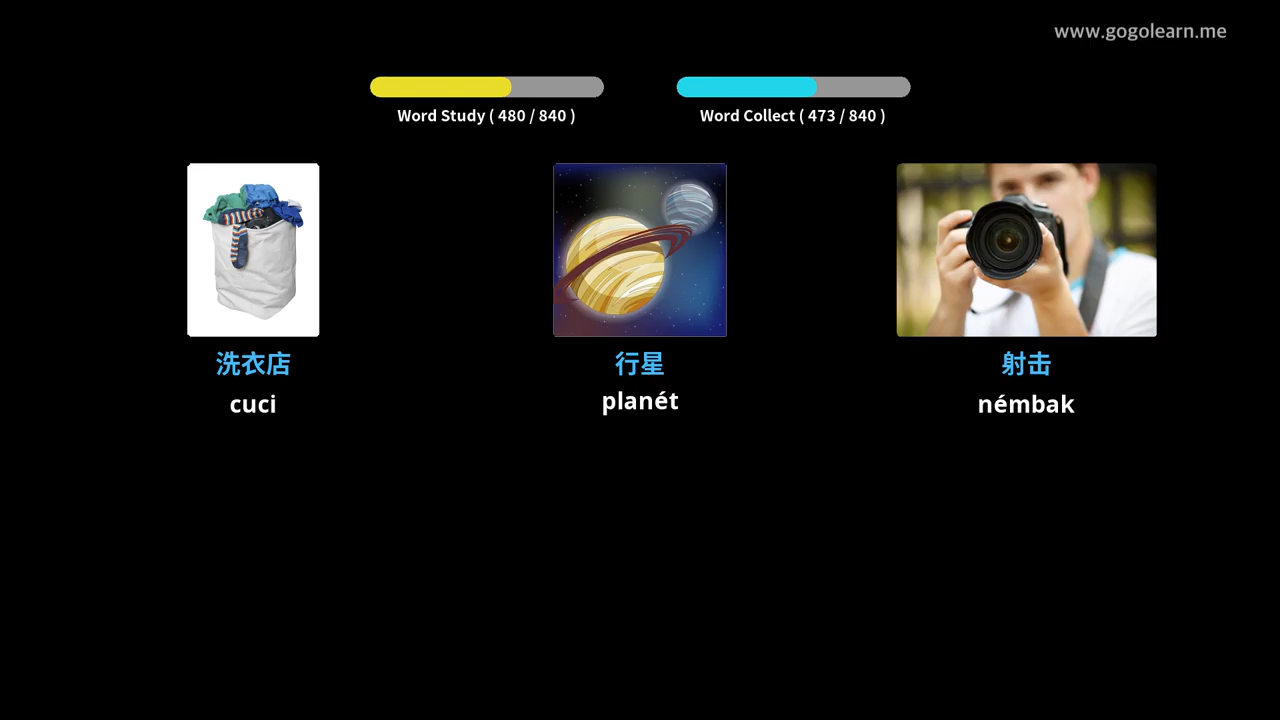 www.gogolearn.me
Word Study ( 480 / 840 )
Word Collect ( 473 / 840 )
洗衣店
cuci
行星
planét
射击
némbak